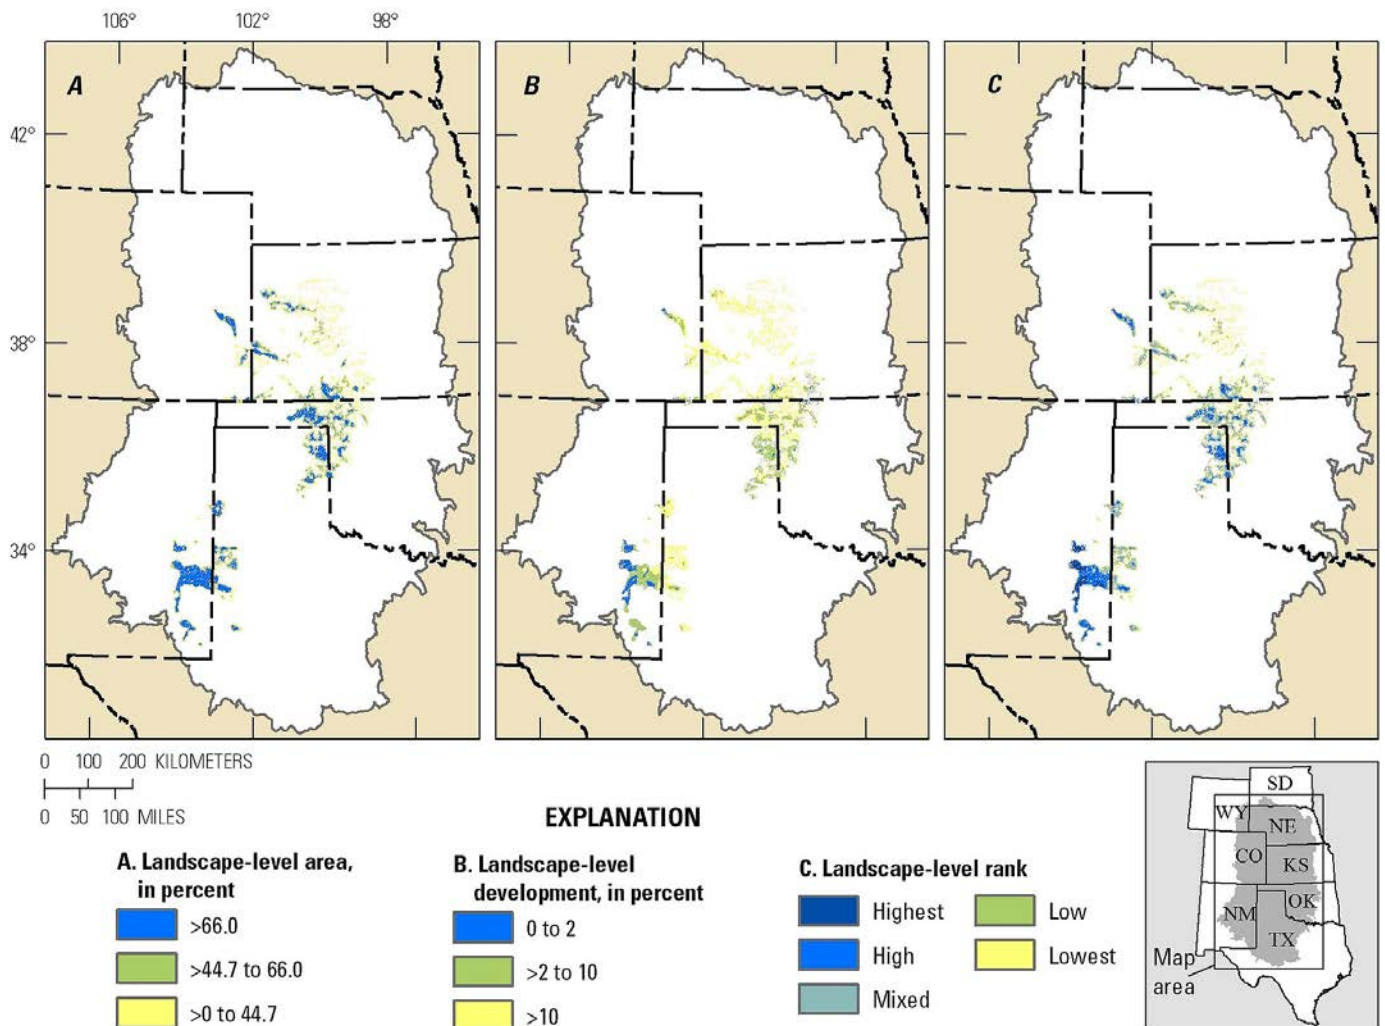 106° 102° 98°
A B C
42°
38°
34°
0 100 200 KILOMETERS
0 50 100 MILES
EXPLANATION
A. Landscape-level area,
in percent
>66.0
>44.7 to 66.0
>0 to 44.7
B. Landscape-level
development, in percent
0 to 2
>2 to 10
>10
C. Landscape-level rank
Highest
High
Mixed
Low
Lowest
SD
WY
NE
CO
KS
OK
NM
TX
Map
area